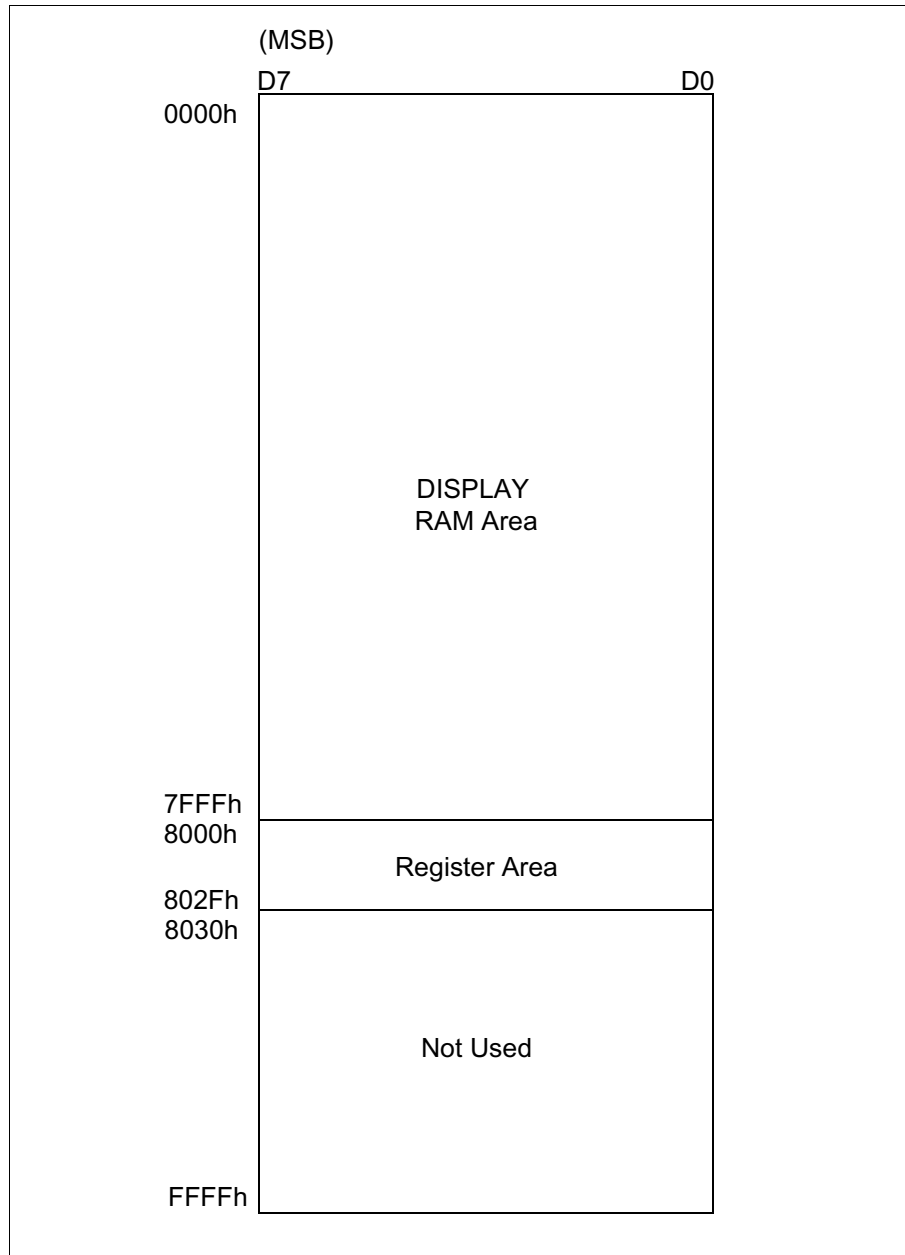 (MSB)
D7 D0
0000h
DISPLAY
RAM Area
7FFFh
8000h
Register Area
802Fh
8030h
Not Used
FFFFh